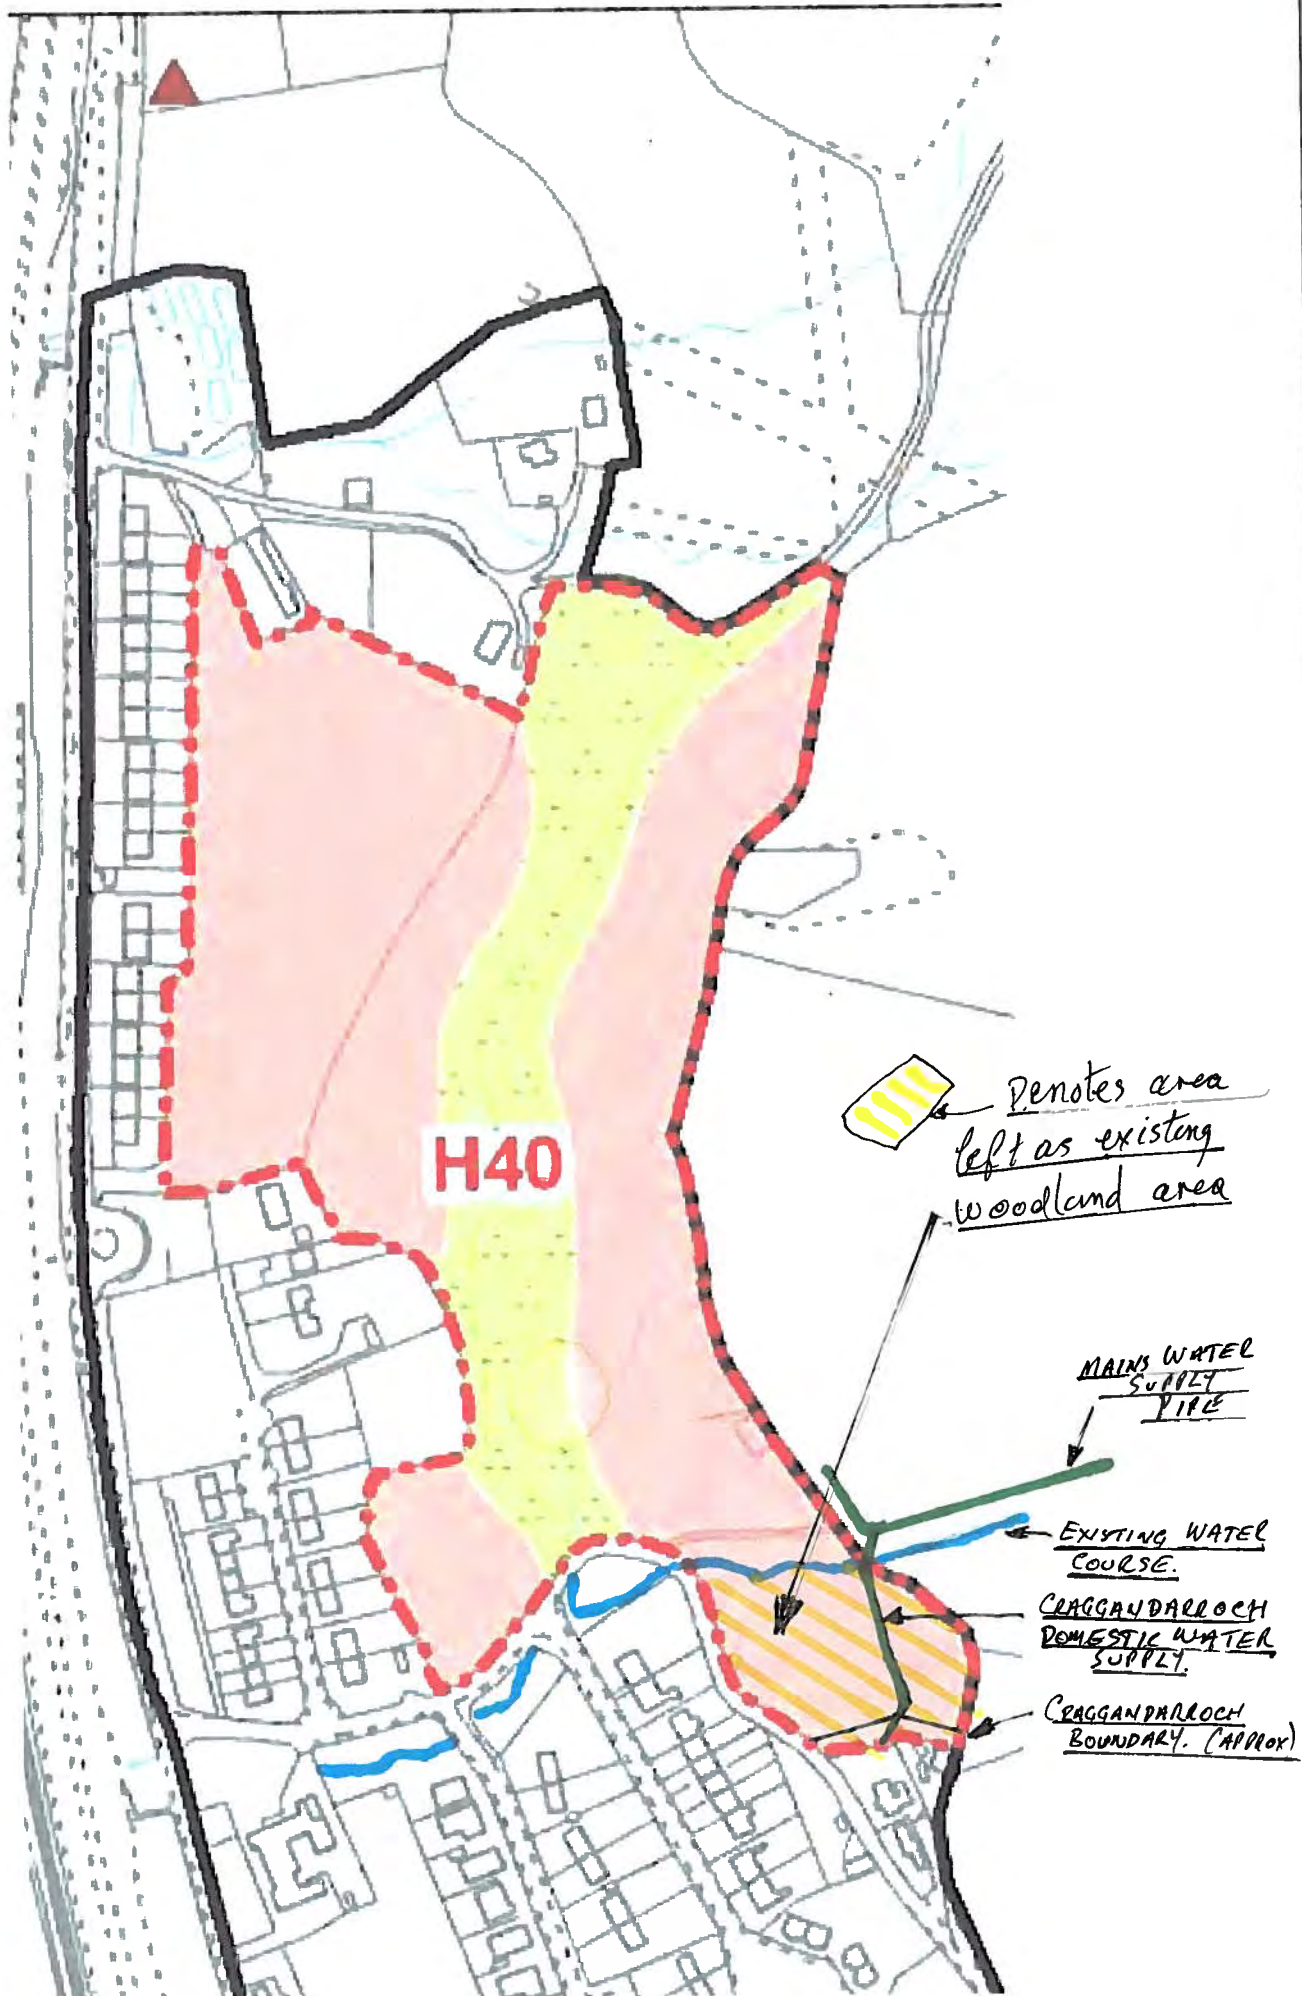 H40
Denotes area
left as existing
woodland area
MAINS WATER
SUPPLY
PIPE
EXISTING WATER
COURSE.
CRAGGANDARROCH
DOMESTIC WATER
SUPPLY.
CRAGGANDARROCH
BOUNDARY. (APPROX)